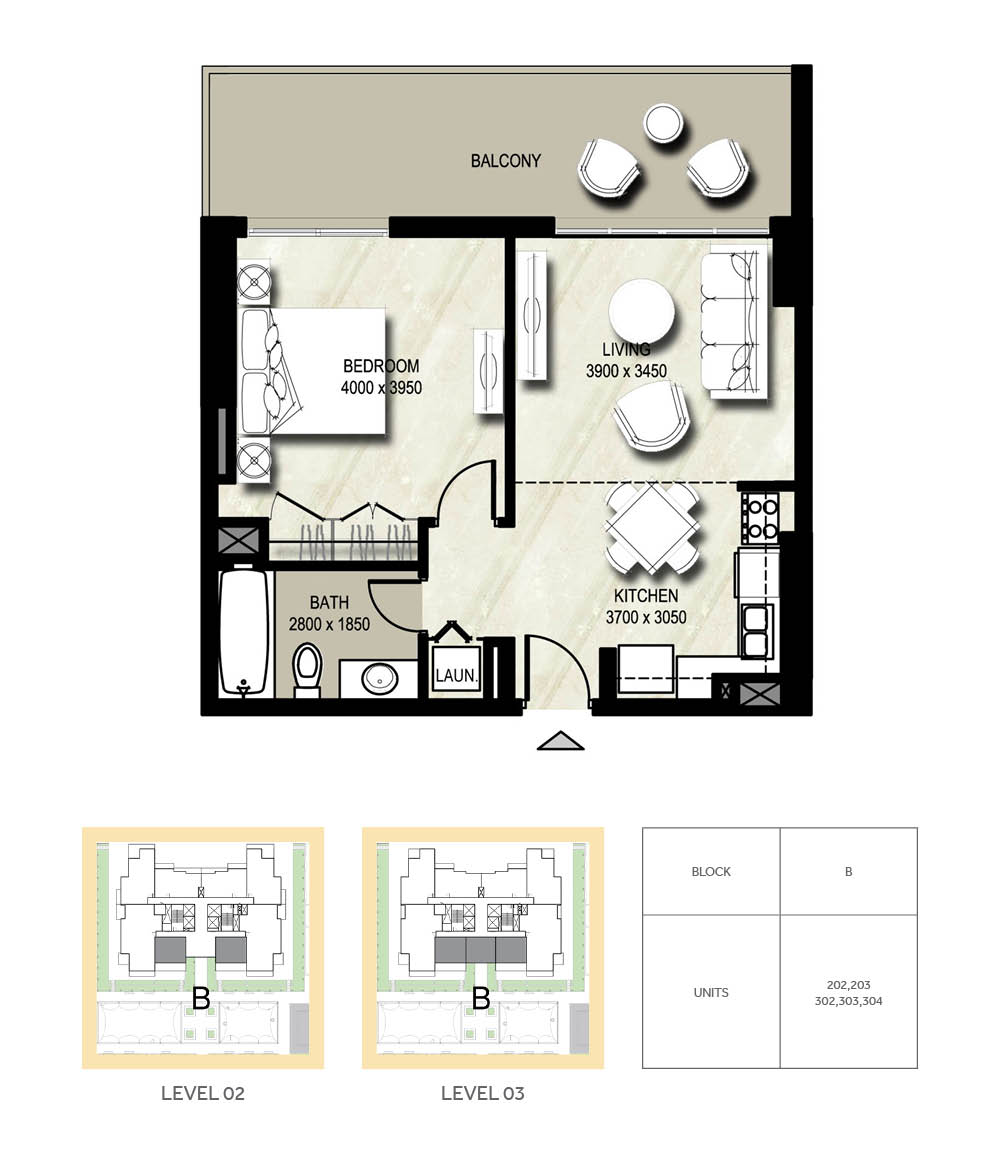 BALCONY
BEDROOM
4000 x 3950
LIVING
3900 x 3450
BATH
2800 x 1850
KITCHEN
3700 x 3050
LAUN.
B
LEVEL 02
B
LEVEL 03
BLOCK
B
UNITS
202,203
302,303,304